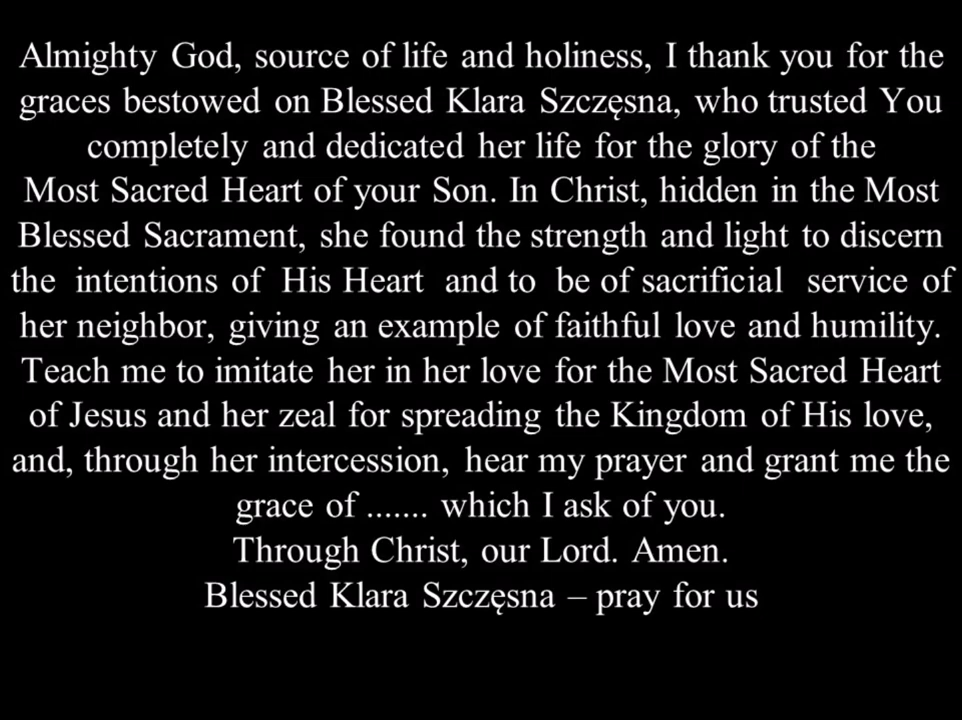 Almighty God, source of life and holiness, I thank you for the
graces bestowed on Blessed Klara Szczęsna, who trusted You
completely and dedicated her life for the glory of the
Most Sacred Heart of your Son. In Christ, hidden in the Most
Blessed Sacrament, she found the strength and light to discern
the intentions of His Heart and to be of sacrificial service of
her neighbor, giving an example of faithful love and humility.
Teach me to imitate her in her love for the Most Sacred Heart
of Jesus and her zeal for spreading the Kingdom of His love,
and, through her intercession, hear my prayer and grant me the
grace of ....... which I ask of you.
Through Christ, our Lord. Amen.
Blessed Klara Szczęsna – pray for us